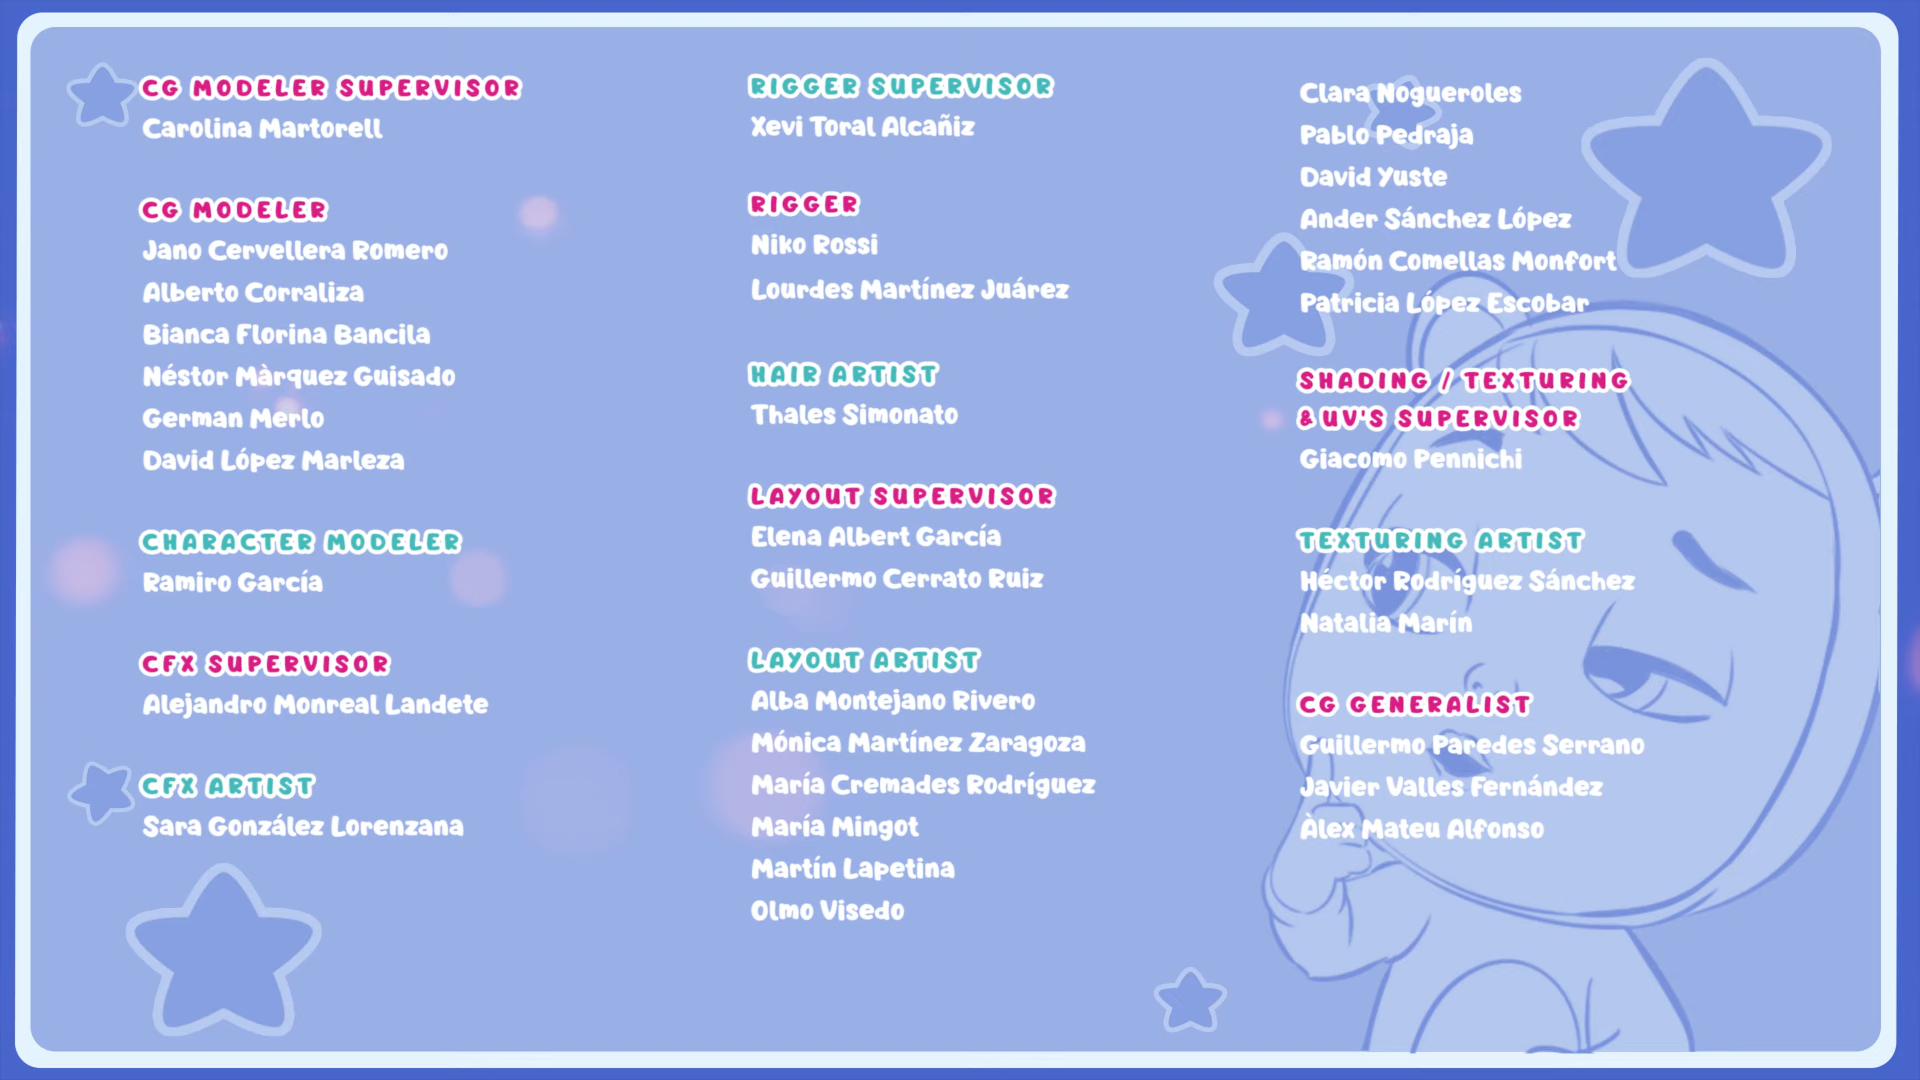 CG MODELER SUPERVISOR
Carolina Martorell
CG MODELER
Jano Cervellera Romero
Alberto Corraliza
Bianca Florina Bancila
Néstor Màrquez Guisado
German Merlo
David López Marleza
CHARACTER MODELER
Ramiro García
CFX SUPERVISOR
Alejandro Monreal Landete
CFX ARTIST
Sara González Lorenzana
RIGGER SUPERVISOR
Xevi Toral Alcañiz
RIGGER
Niko Rossi
Lourdes Martínez Juárez
HAIR ARTIST
Thales Simonato
LAYOUT SUPERVISOR
Elena Albert García
Guillermo Cerrato Ruiz
LAYOUT ARTIST
Alba Montejano Rivero
Mónica Martínez Zaragoza
María Cremades Rodríguez
María Mingot
Martín Lapetina
Olmo Visedo
Clara Nogueroles
Pablo Pedraja
David Yuste
Ander Sánchez López
Ramón Comellas Monfort
Patricia López Escobar
SHADING / TEXTURING
& UV'S SUPERVISOR
Giacomo Pennichi
TEXTURING ARTIST
Héctor Rodríguez Sánchez
Natalia Marín
CG GENERALIST
Guillermo Paredes Serrano
Javier Valles Fernández
Àlex Mateu Alfonso